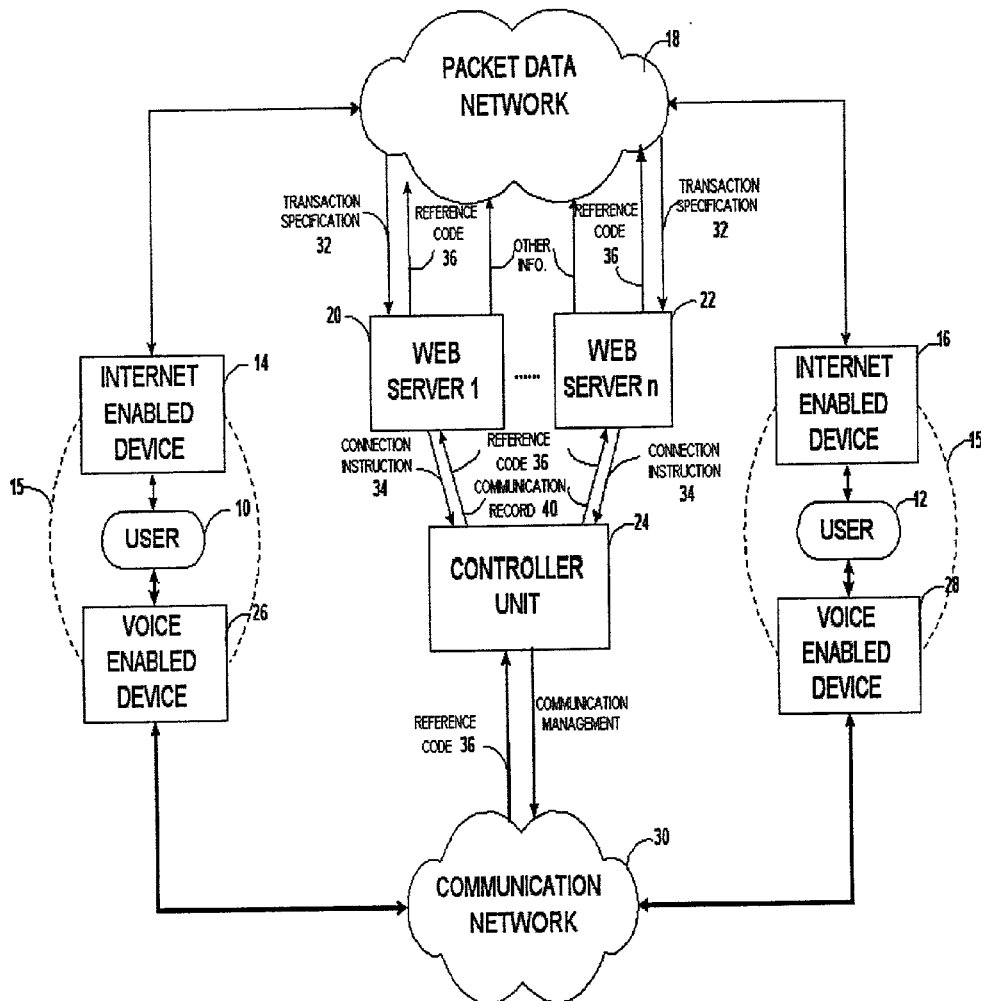 PACKET DATA
NETWORK
18
TRANSACTION
SPECIFICATION
32
REFERENCE
CODE
36
OTHER
INFO.
REFERENCE
CODE
36
TRANSACTION
SPECIFICATION
32
20
WEB
SERVER 1
......
22
WEB
SERVER n
14
INTERNET
ENABLED
DEVICE
16
INTERNET
ENABLED
DEVICE
CONNECTION
INSTRUCTION
34
REFERENCE
CODE 36
COMMUNICATION
RECORD 40
CONNECTION
INSTRUCTION
34
15
10
USER
24
CONTROLLER
UNIT
12
USER
15
26
VOICE
ENABLED
DEVICE
28
VOICE
ENABLED
DEVICE
REFERENCE
CODE 36
COMMUNICATION
MANAGEMENT
30
COMMUNICATION
NETWORK